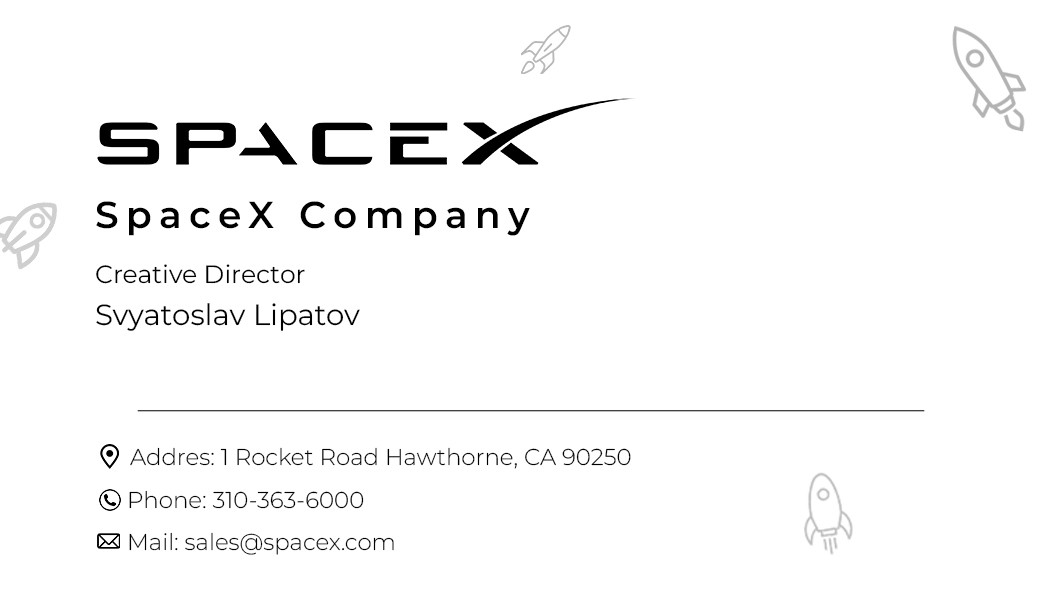 SPACEX
SpaceX Company
Creative Director
Svyatoslav Lipatov
Addres: 1 Rocket Road Hawthorne, CA 90250
Phone: 310-363-6000
Mail: sales@spacex.com